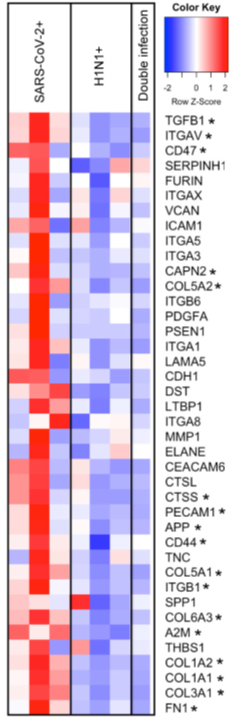 Color Key
-2 0 1 2
Row Z-Score
SARS-CoV-2+
H1N1+
Double infection
TGFB1 *
ITGAV *
CD47 *
SERPINH1
FURIN
ITGAX
VCAN
ICAM1
ITGA5
ITGA3
CAPN2 *
COL5A2 *
ITGB6
PDGFA
PSEN1
ITGA1
LAMA5
CDH1
DST
LTBP1
ITGA8
MMP1
ELANE
CEACAM6
CTSL
CTSS *
PECAM1 *
APP *
CD44 *
TNC
COL5A1 *
ITGB1 *
SPP1
COL6A3 *
A2M *
THBS1
COL1A2 *
COL1A1 *
COL3A1 *
FN1 *